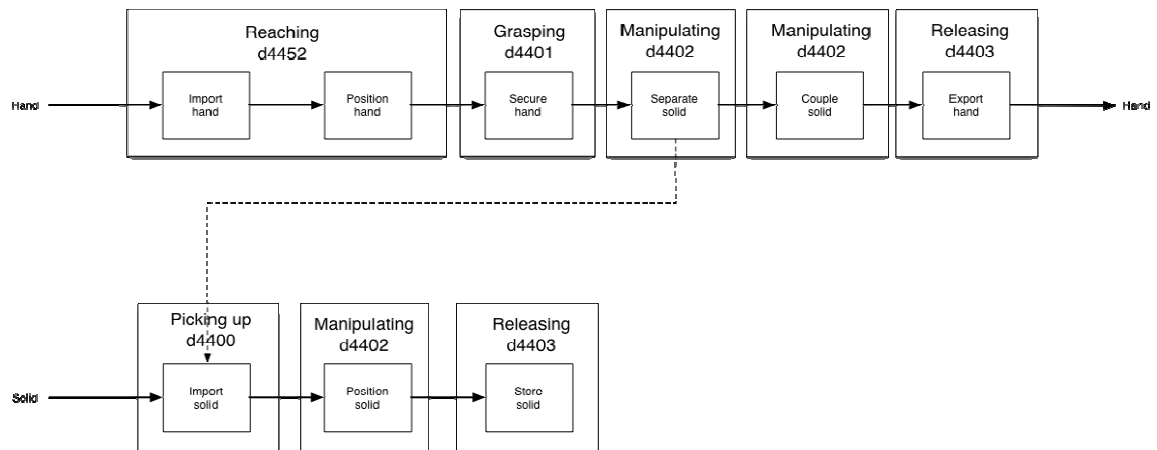 Reaching
d4452
Grasping
d4401
Manipulating
d4402
Manipulating
d4402
Releasing
d4403
Hand
Import
hand
Position
hand
Secure
hand
Separate
solid
Couple
solid
Export
hand
Hand
Picking up
d4400
Manipulating
d4402
Releasing
d4403
Solid
Import
solid
Position
solid
Store
solid